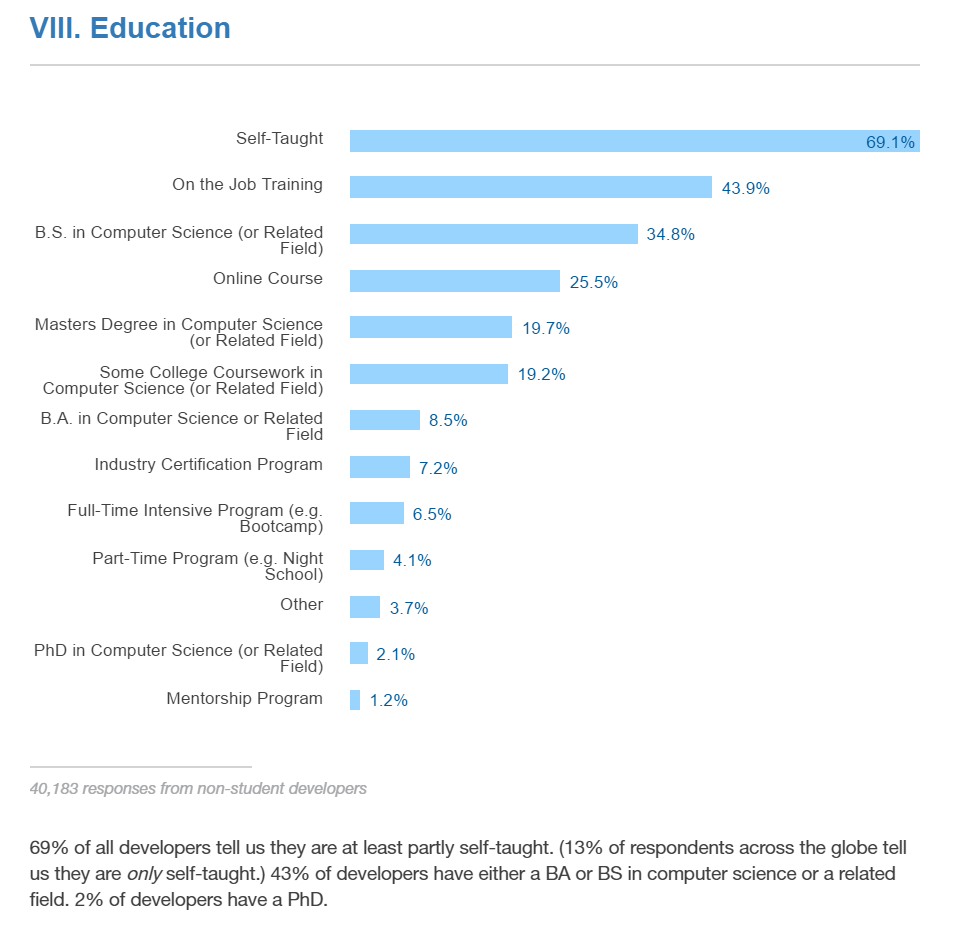 VIII. Education
Self-Taught
69.1%
On the Job Training
43.9%
B.S. in Computer Science (or Related
Field)
34.8%
Online Course
25.5%
Masters Degree in Computer Science
(or Related Field)
19.7%
Some College Coursework in
Computer Science (or Related Field)
19.2%
B.A. in Computer Science or Related
Field
8.5%
Industry Certification Program
7.2%
Full-Time Intensive Program (e.g.
Bootcamp)
6.5%
Part-Time Program (e.g. Night
School)
4.1%
Other
3.7%
PhD in Computer Science (or Related
Field)
2.1%
Mentorship Program
1.2%
40,183 responses from non-student developers
69% of all developers tell us they are at least partly self-taught. (13% of respondents across the globe tell
us they are only self-taught.) 43% of developers have either a BA or BS in computer science or a related
field. 2% of developers have a PhD.